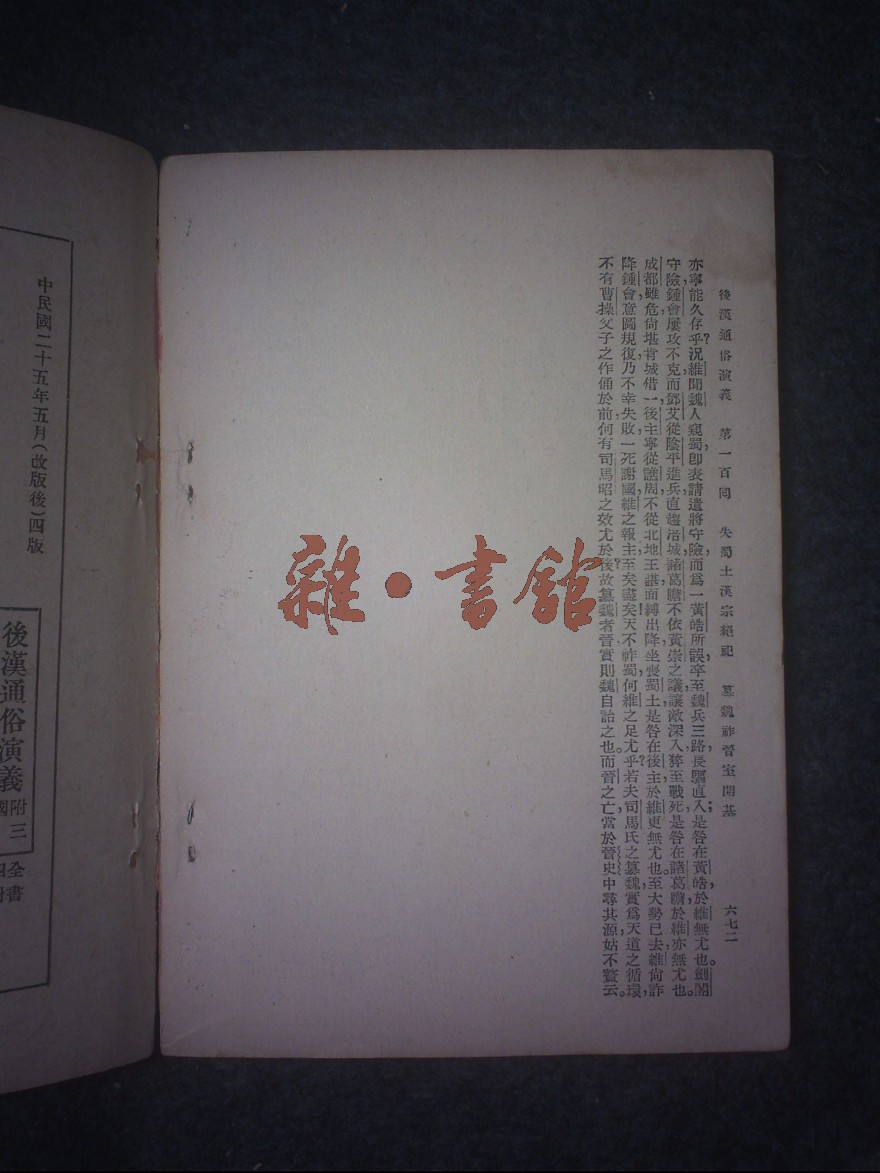 後漢通俗演義　第一百回　失蜀土漢宗絕祀　篡魏祚晉室開基　六七二
亦寧能久存乎？況維聞魏人窺蜀，卽表請遣將守險，而爲一黃皓所誤，卒至魏兵三路，長驅直入；是咎在黃皓，於維無尤也。劍閣
守險，鍾會屢攻不克，而鄧艾從陰平進兵，直趨涪城，諸葛瞻不依黃崇之議，讓敵深入，猝至戰死，是咎在諸葛瞻，於維亦無尤也。
成都雖危，尙堪背城借一，後主寧從譙周，不從北地王諶，面縛出降，坐喪蜀土，是咎在後主，於維更無尤也。至大勢已去，維尙詐
降鍾會，意圖規復，乃不幸失敗，一死謝國，維之報主至矣盡矣！天不祚蜀，何維之足尤乎？若夫司馬氏之篡魏，實爲天道之循環，
不有曹操父子之作俑於前，何有司馬昭之效尤於後？故篡魏者晉，實則魏自詒之也。而晉之亡，當於晉史中尋其源，姑不贅云。
雜·書館
中民國二十五年五月（改版後）四版
後漢通俗演義
附三
國
全書
四